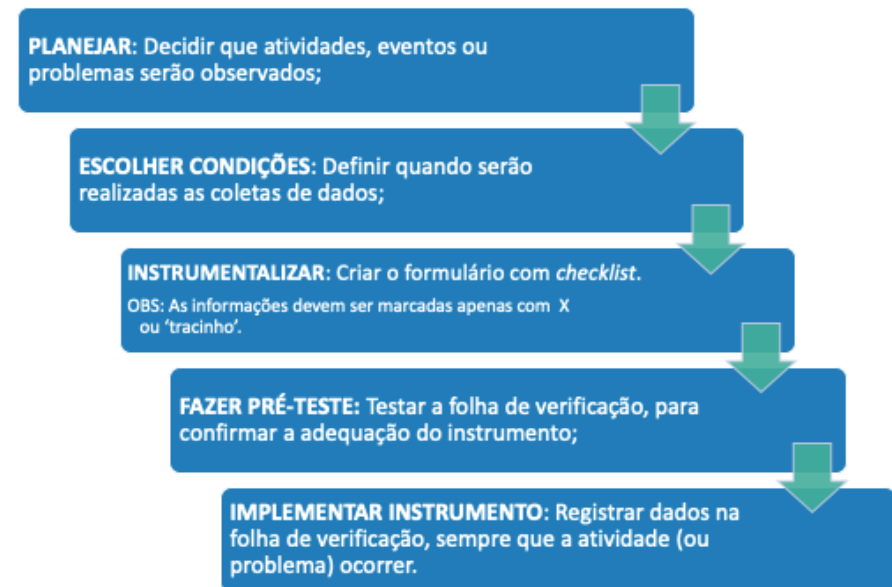 PLANEJAR: Decidir que atividades, eventos ou
problemas serão observados;
ESCOLHER CONDIÇÕES: Definir quando serão
realizadas as coletas de dados;
INSTRUMENTALIZAR: Criar o formulário com checklist.
OBS: As informações devem ser marcadas apenas com X
ou ‘tracinho’.
FAZER PRÉ-TESTE: Testar a folha de verificação, para
confirmar a adequação do instrumento;
IMPLEMENTAR INSTRUMENTO: Registrar dados na
folha de verificação, sempre que a atividade (ou
problema) ocorrer.